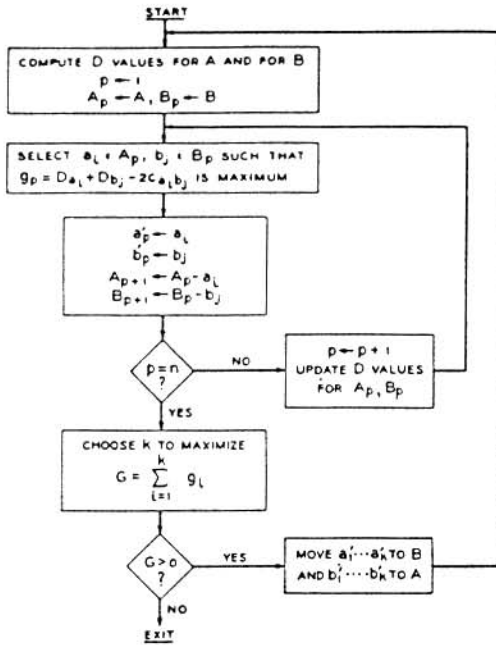 START
COMPUTE D VALUES FOR A AND FOR B
p ← 1
Ap ← A, Bp ← B
SELECT ai ε Ap, bj ε Bp SUCH THAT
gp = Dai + Dbj - 2Caibj IS MAXIMUM
a'p ← ai
b'p ← bj
Ap+1 ← Ap - ai
Bp+1 ← Bp - bj
p = n
?
NO
p ← p + 1
UPDATE D VALUES
FOR Ap, Bp
YES
CHOOSE k TO MAXIMIZE
k
G = ∑ gi
i=1
G > 0
?
YES
MOVE a'1 ··· a'k TO B
AND b'1 ···· b'k TO A
NO
EXIT